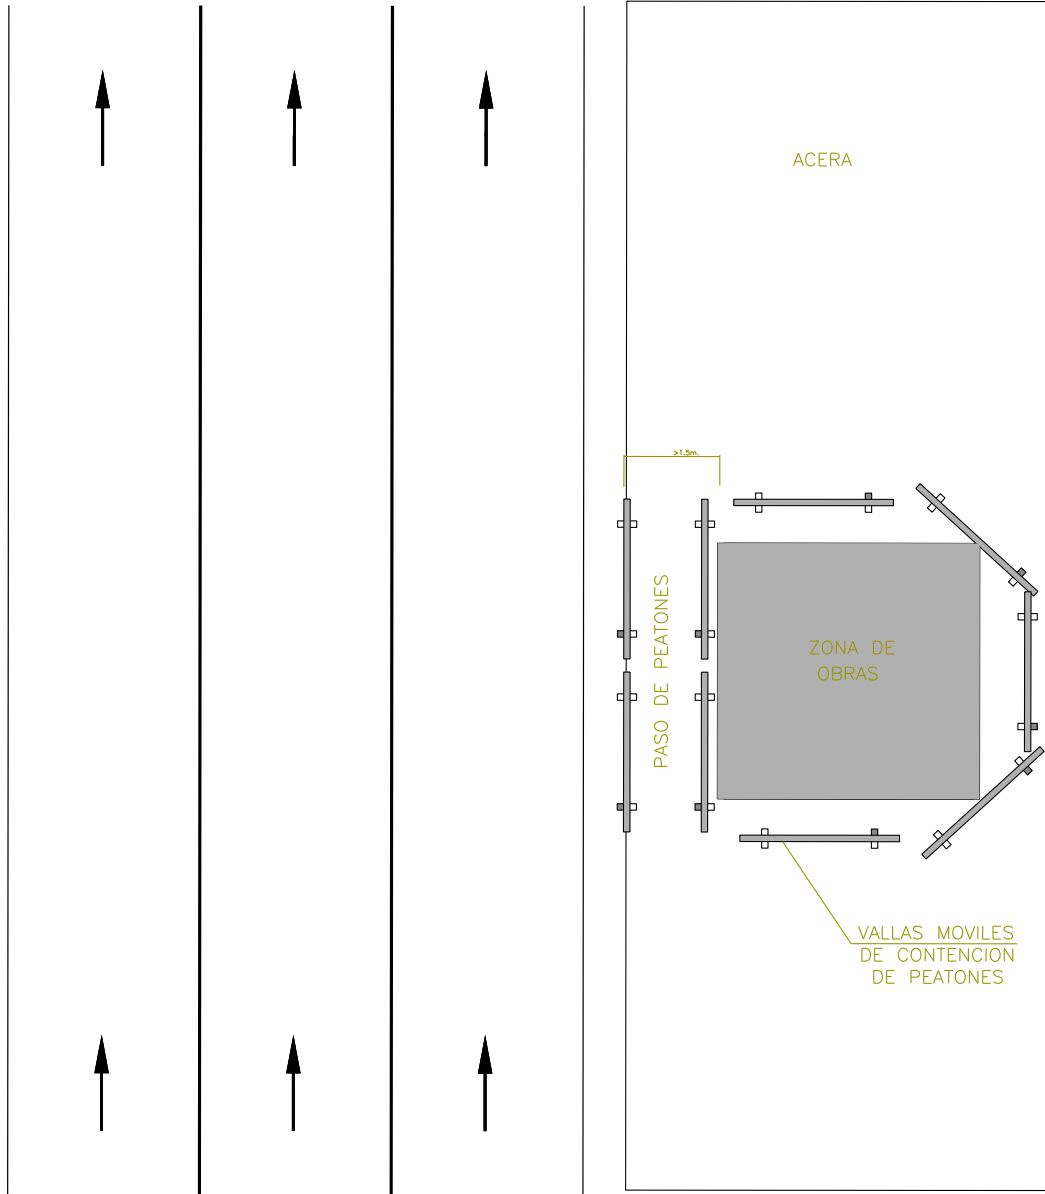 ACERA
>1.5m.
PASO DE PEATONES
ZONA DE
OBRAS
VALLAS MOVILES
DE CONTENCION
DE PEATONES